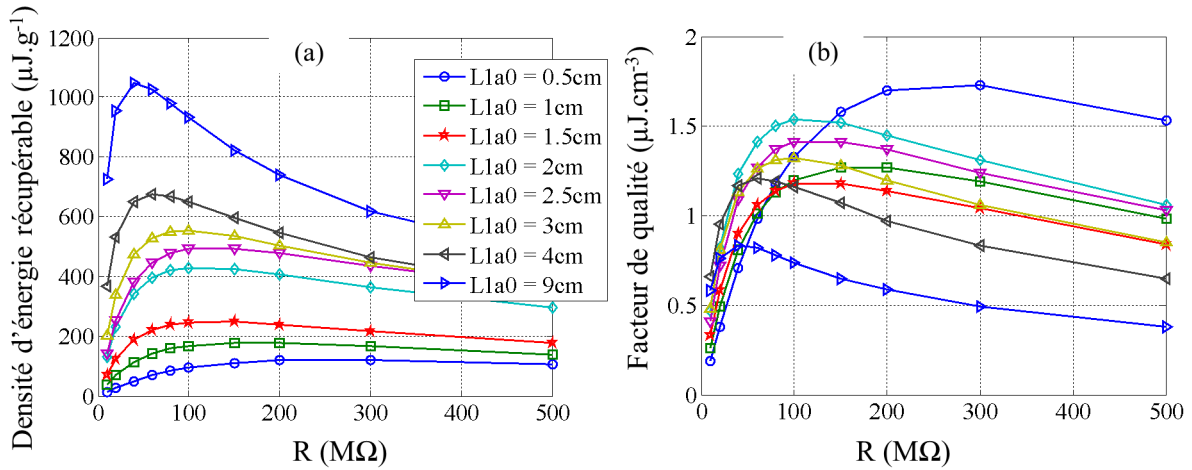 Densité d'énergie récupérable (µJ.g⁻¹)
1200
1000
800
600
400
200
0
(a)
L1a0 = 0.5cm
L1a0 = 1cm
L1a0 = 1.5cm
L1a0 = 2cm
L1a0 = 2.5cm
L1a0 = 3cm
L1a0 = 4cm
L1a0 = 9cm
0 100 200 300 400 500
R (MΩ)
Facteur de qualité (µJ.cm⁻³)
2
1.5
1
0.5
0
(b)
0 100 200 300 400 500
R (MΩ)